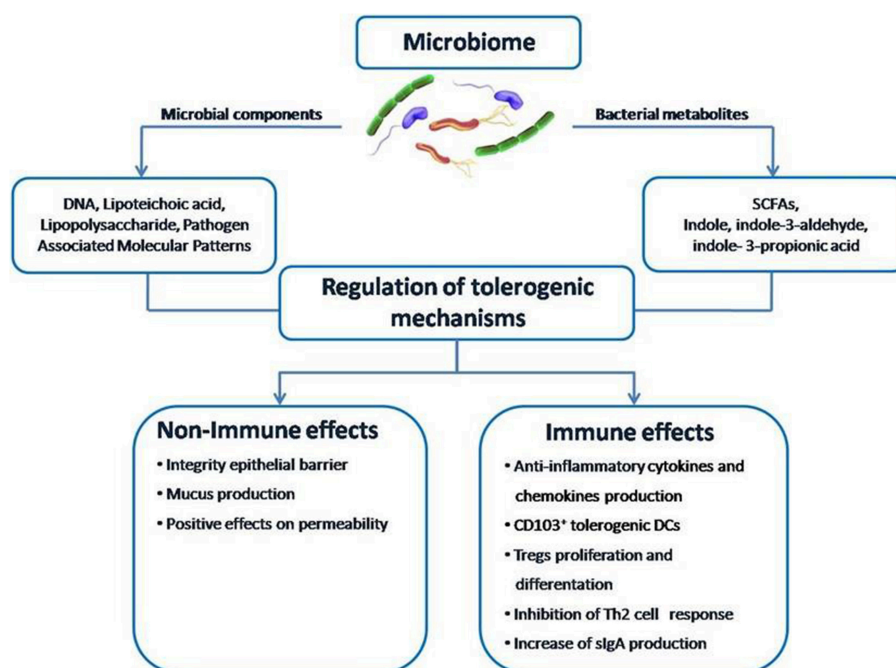 Microbiome
Microbial components
Bacterial metabolites
DNA, Lipoteichoic acid,
Lipopolysaccharide, Pathogen
Associated Molecular Patterns
SCFAs,
Indole, indole-3-aldehyde,
indole- 3-propionic acid
Regulation of tolerogenic
mechanisms
Non-Immune effects
• Integrity epithelial barrier
• Mucus production
• Positive effects on permeability
Immune effects
• Anti-inflammatory cytokines and
chemokines production
• CD103⁺ tolerogenic DCs
• Tregs proliferation and
differentation
• Inhibition of Th2 cell response
• Increase of sIgA production